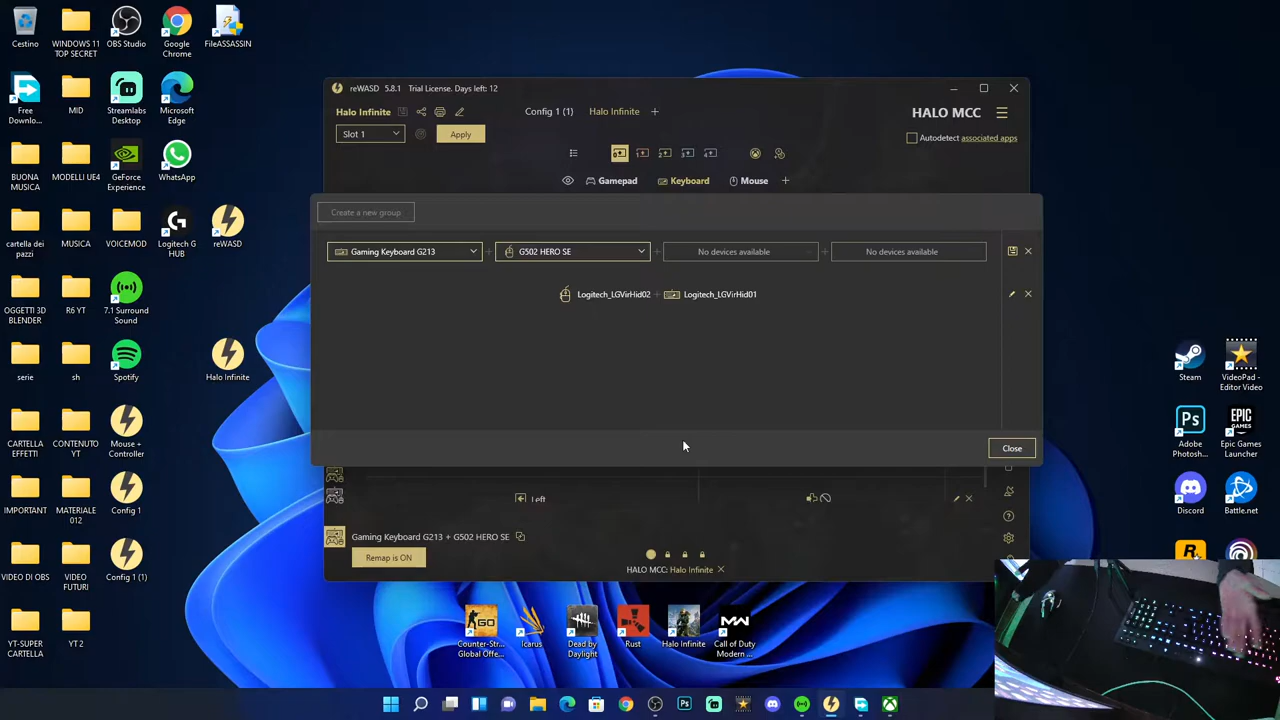 Cestino
WINDOWS 11
TOP SECRET
OBS Studio
Google
Chrome
FileASSASSIN
Free
Downlo...
MID
Streamlabs
Desktop
Microsoft
Edge
BUONA
MUSICA
MODELLI UE4
GeForce
Experience
WhatsApp
cartella dei
pazzi
MUSICA
VOICEMOD
Logitech G
HUB
reWASD
OGGETTI 3D
BLENDER
R6 YT
7.1 Surround
Sound
serie
sh
Spotify
Halo Infinite
CARTELLA
EFFETTI
CONTENUTO
YT
Mouse +
Controller
IMPORTANT
MATERIALE
012
Config 1
VIDEO DI OBS
VIDEO
FUTURI
Config 1 (1)
YT-SUPER
CARTELLA
YT 2
reWASD 5.8.1 Trial License. Days left: 12
Halo Infinite
Config 1 (1)
Halo Infinite
HALO MCC
Slot 1
Apply
Autodetect associated apps
Gamepad
Keyboard
Mouse
Create a new group
Gaming Keyboard G213
G502 HERO SE
No devices available
No devices available
Logitech_LGVirHid02 + Logitech_LGVirHid01
Close
Left
Gaming Keyboard G213 + G502 HERO SE
Remap is ON
HALO MCC: Halo Infinite
Steam
VideoPad -
Editor Video
Adobe
Photosh...
Epic Games
Launcher
Discord
Battle.net
Counter-Str...
Global Offe...
Icarus
Dead by
Daylight
Rust
Halo Infinite
Call of Duty
Modern ...